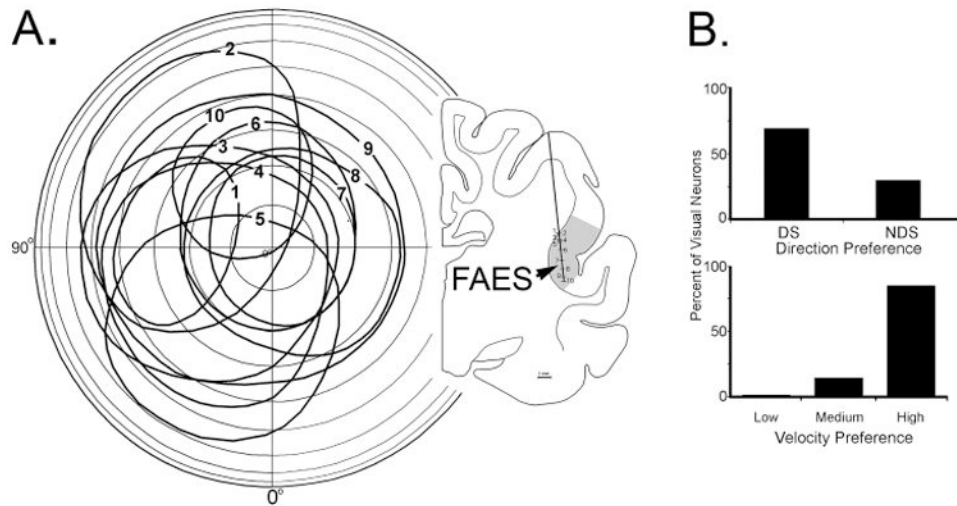 A.
2
10
6
3
9
4
8
1
7
5
90°
0°
0°
FAES
B.
Percent of Visual Neurons
100
50
0
DS
NDS
Direction Preference
100
50
0
Low
Medium
High
Velocity Preference